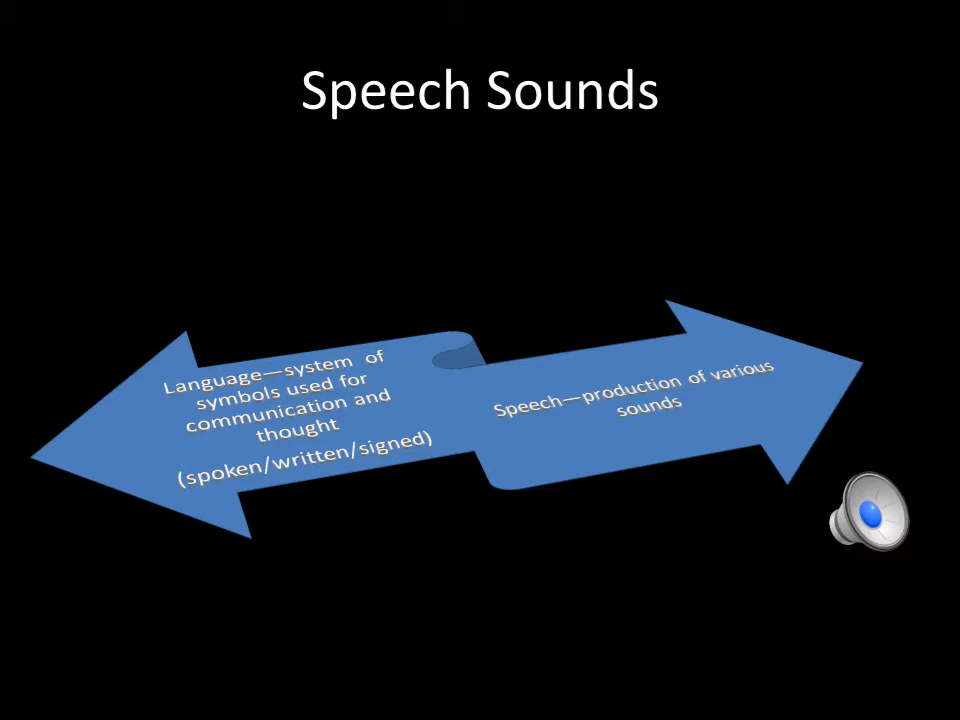 Speech Sounds
Language—system of
symbols used for
communication and
thought
(spoken/written/signed)
Speech—production of various
sounds